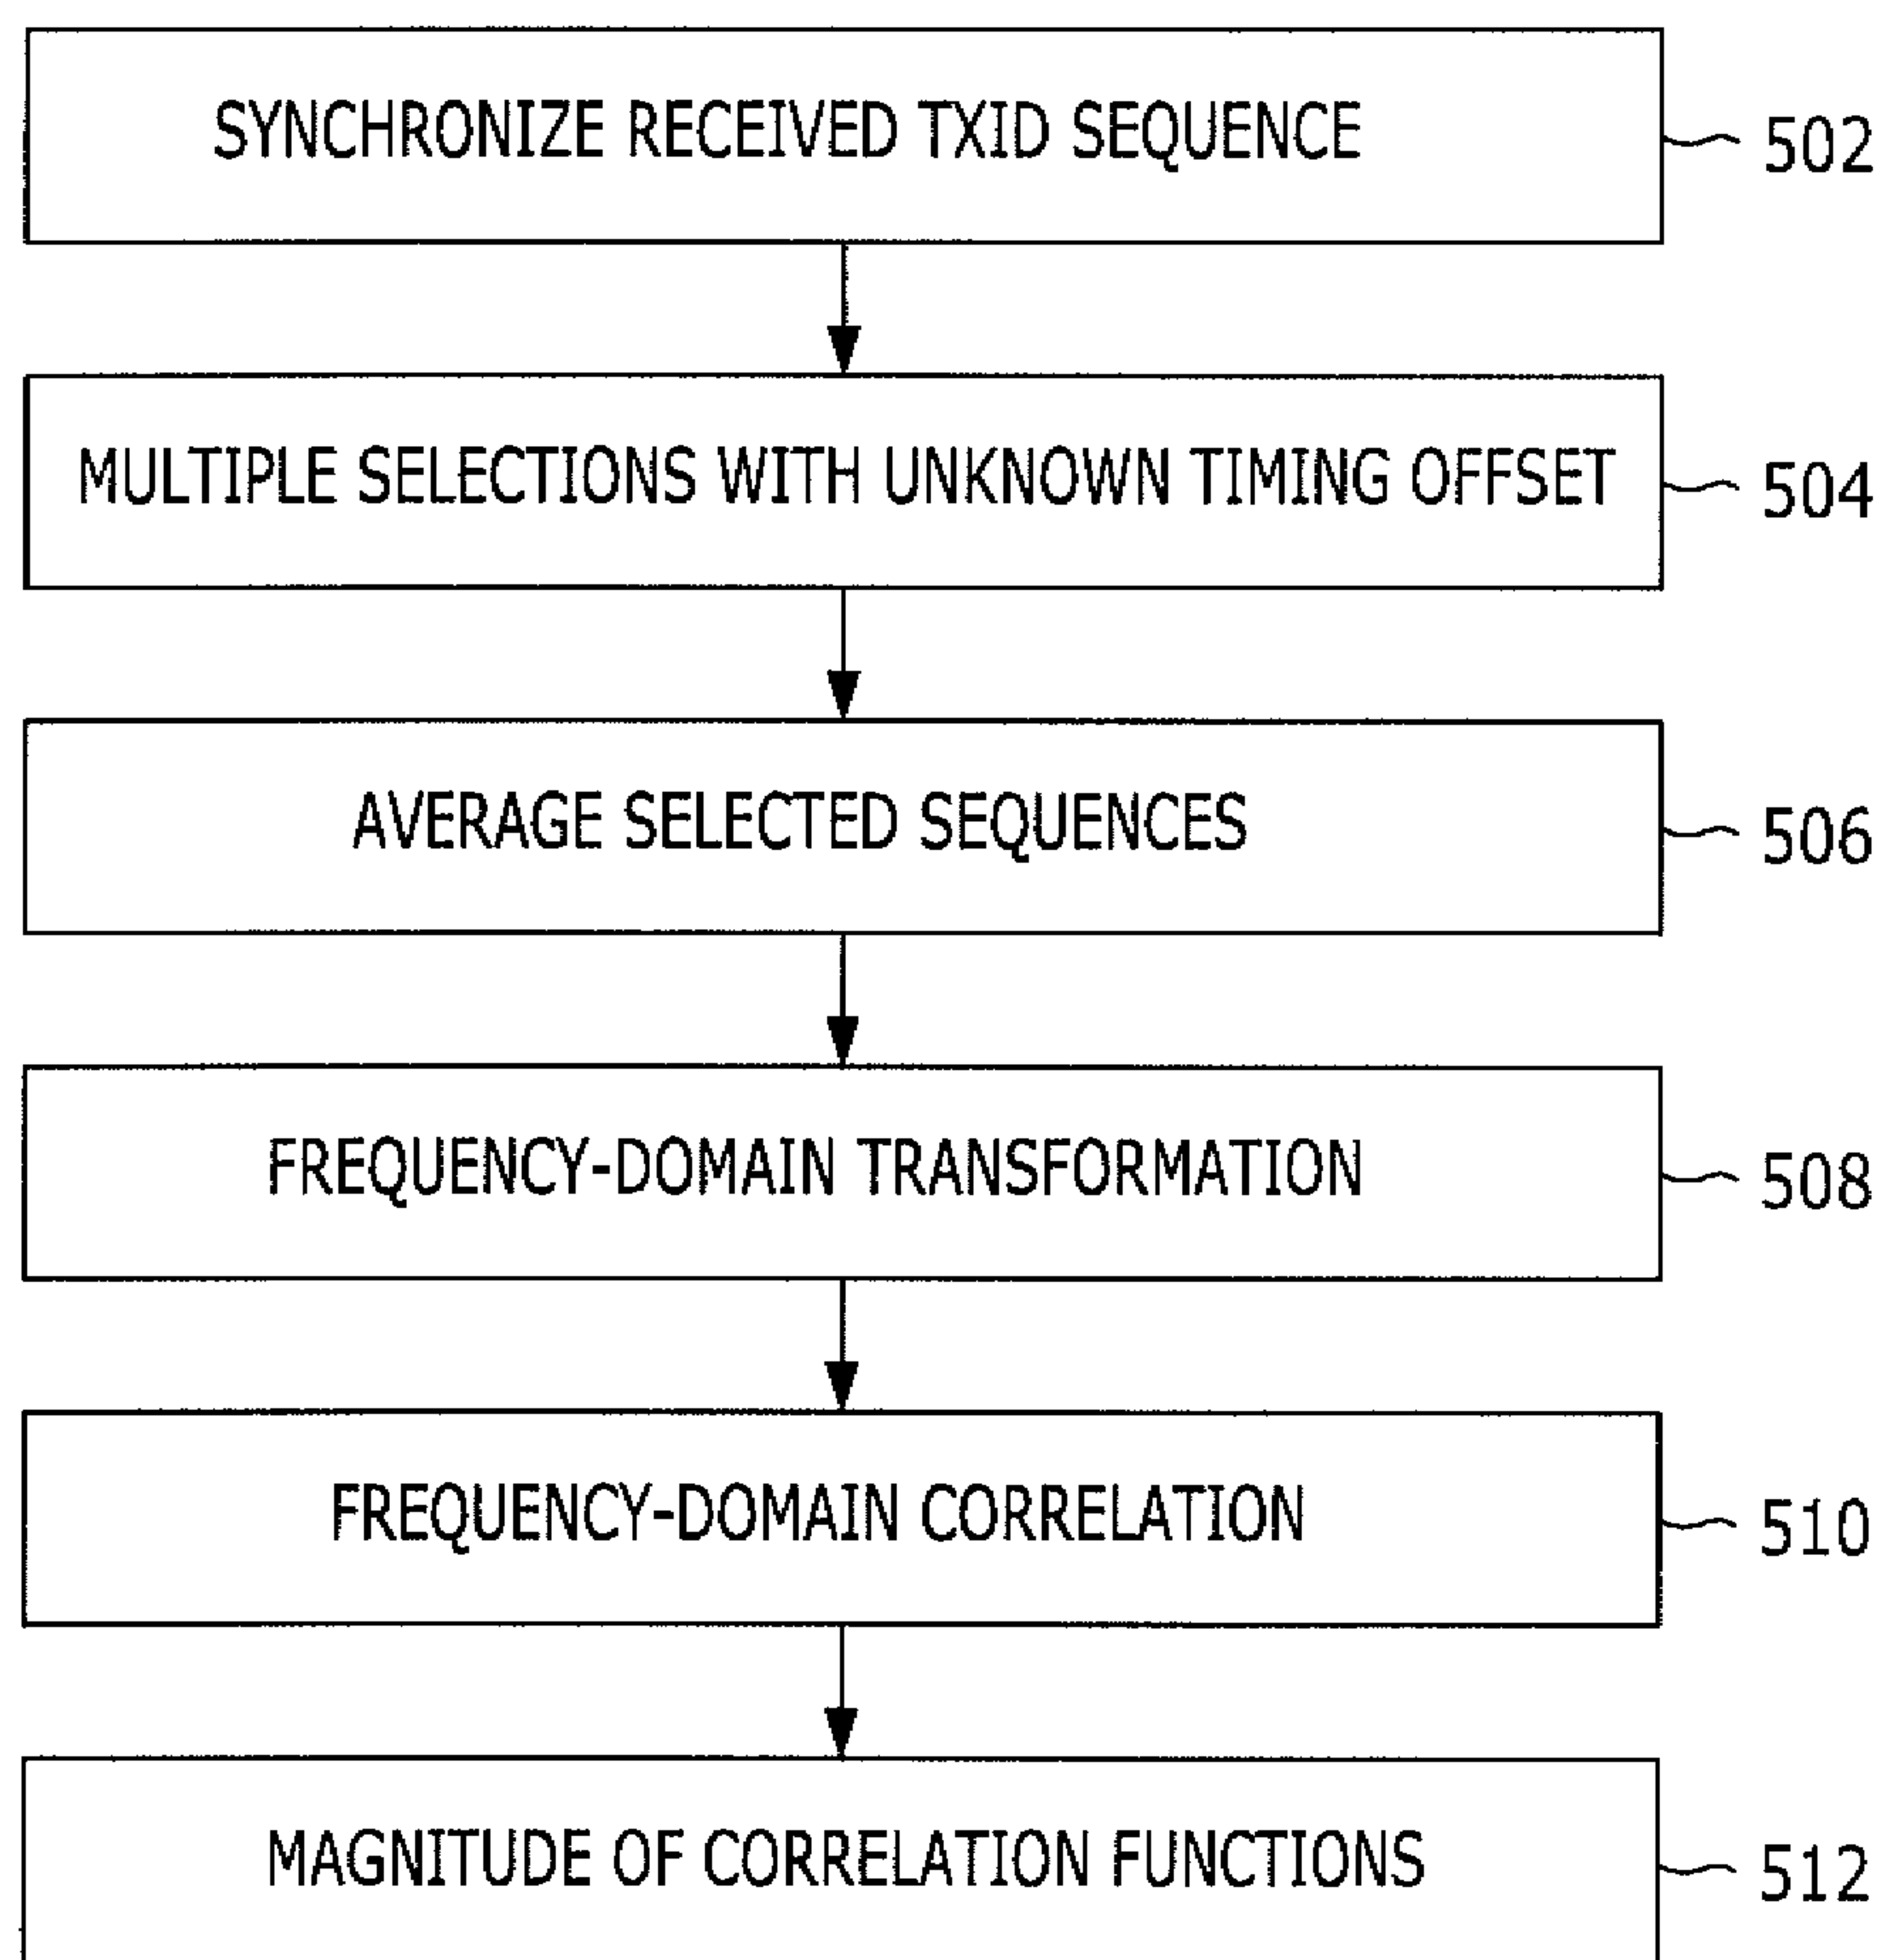 SYNCHRONIZE RECEIVED TXID SEQUENCE 502
MULTIPLE SELECTIONS WITH UNKNOWN TIMING OFFSET 504
AVERAGE SELECTED SEQUENCES 506
FREQUENCY-DOMAIN TRANSFORMATION 508
FREQUENCY-DOMAIN CORRELATION 510
MAGNITUDE OF CORRELATION FUNCTIONS 512